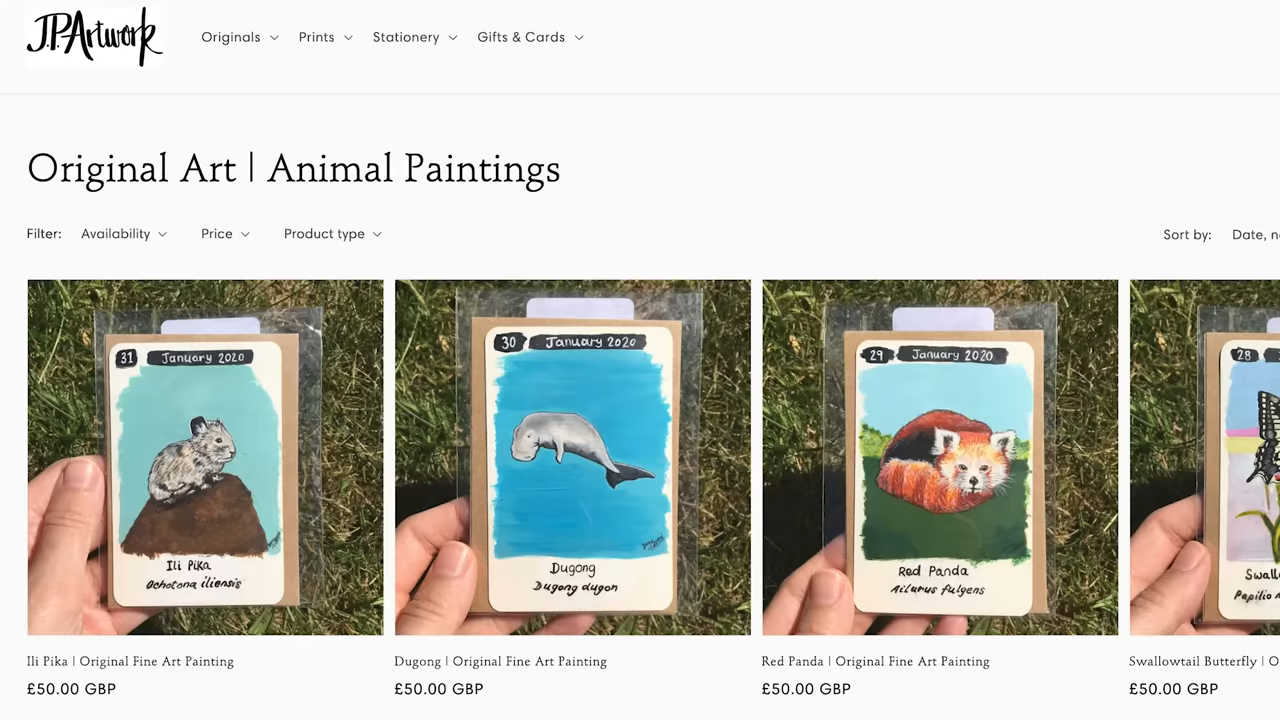 J.P.Artwork
Originals
Prints
Stationery
Gifts & Cards
Original Art | Animal Paintings
Filter:
Availability
Price
Product type
Sort by:
Date, n
31
January 2020
Ili Pika
Ochotona iliensis
30
January 2020
Dugong
Dugong dugon
29
January 2020
Red Panda
Ailurus fulgens
28
Swall
Papilio
Ili Pika | Original Fine Art Painting
£50.00 GBP
Dugong | Original Fine Art Painting
£50.00 GBP
Red Panda | Original Fine Art Painting
£50.00 GBP
Swallowtail Butterfly | O
£50.00 GBP